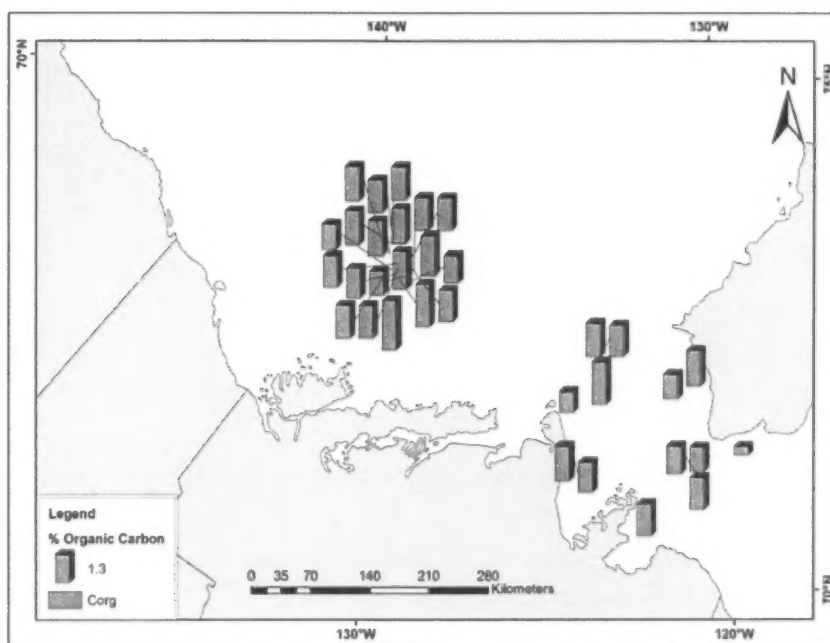 140°W 130°W
70°N
N
Legend
% Organic Carbon
1.3
Corg
0 35 70 140 210 280
Kilometers
70°N
130°W 120°W